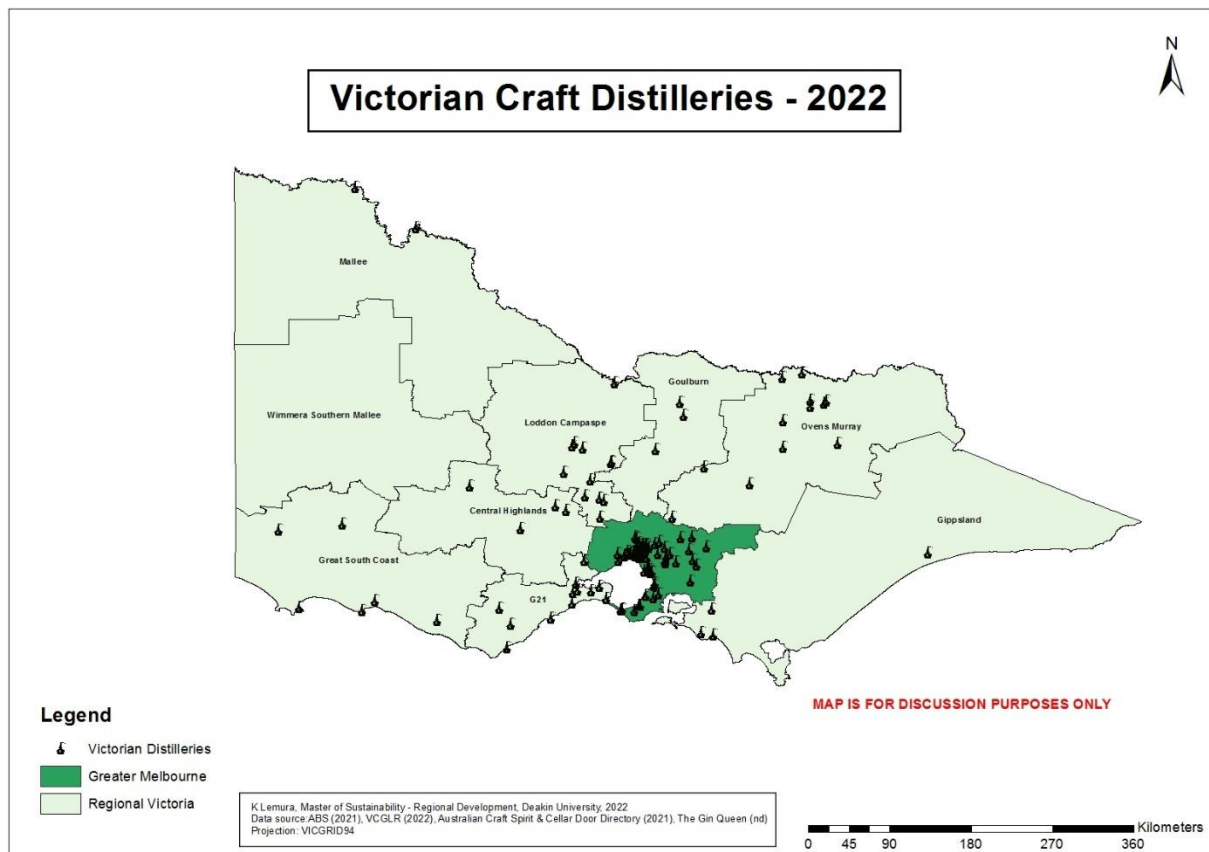 N
Victorian Craft Distilleries - 2022
Mallee
Goulburn
Wimmera Southern Mallee
Loddon Campaspe
Ovens Murray
Central Highlands
Gippsland
Great South Coast
G21
MAP IS FOR DISCUSSION PURPOSES ONLY
Legend
Victorian Distilleries
Greater Melbourne
Regional Victoria
K Lemura, Master of Sustainability - Regional Development, Deakin University, 2022
Data source:ABS (2021), VCGLR (2022), Australian Craft Spirit & Cellar Door Directory (2021), The Gin Queen (nd)
Projection: VICGRID94
Kilometers
0 45 90 180 270 360